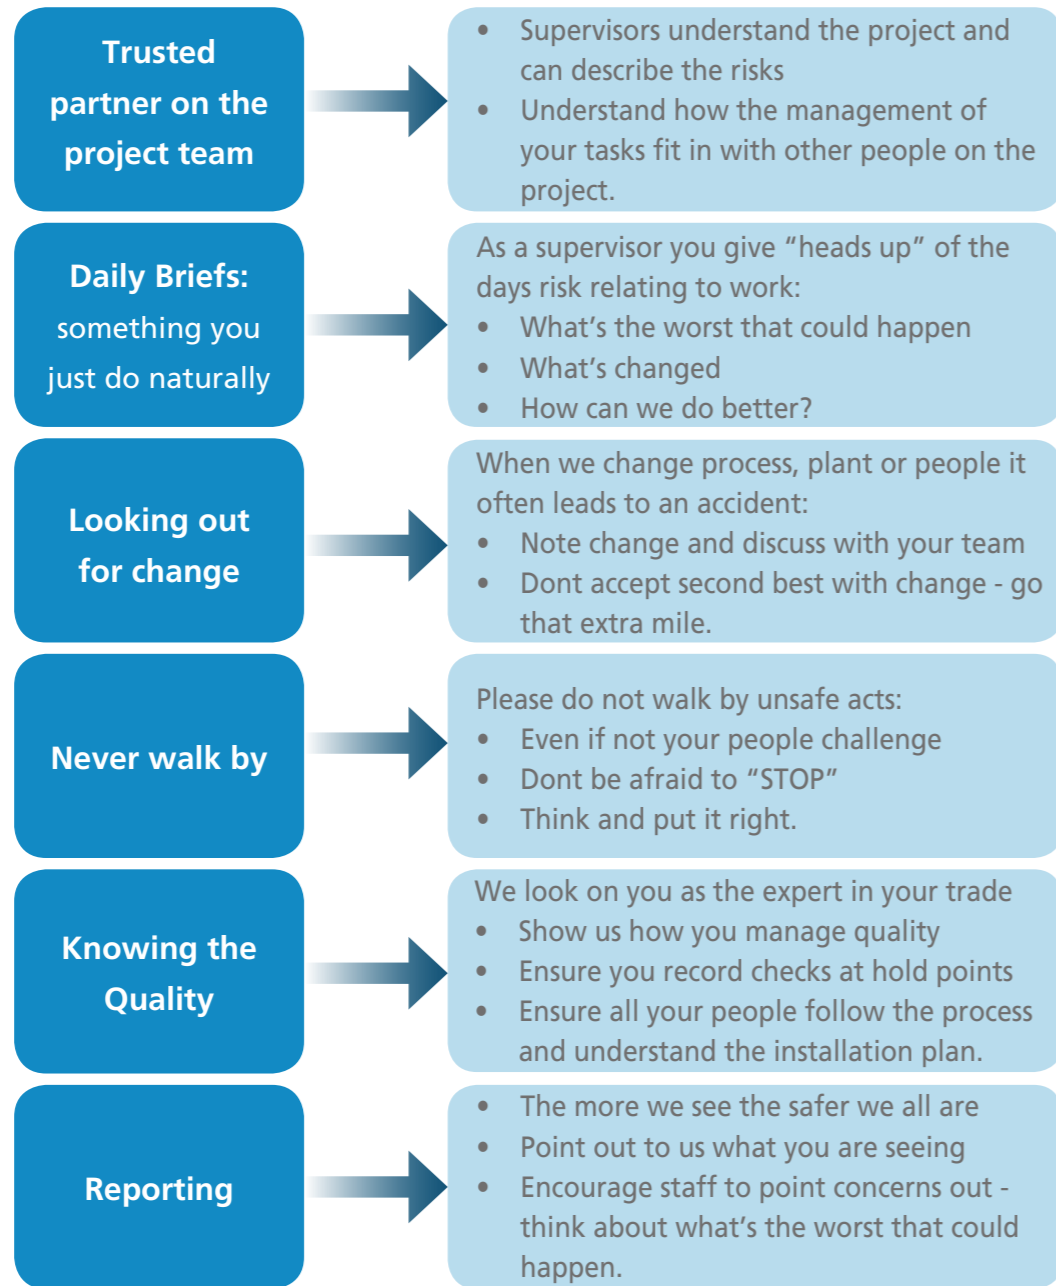 Trusted
partner on the
project team
• Supervisors understand the project and
can describe the risks
• Understand how the management of
your tasks fit in with other people on the
project.
Daily Briefs:
something you
just do naturally
As a supervisor you give “heads up” of the
days risk relating to work:
• What’s the worst that could happen
• What’s changed
• How can we do better?
Looking out
for change
When we change process, plant or people it
often leads to an accident:
• Note change and discuss with your team
• Dont accept second best with change - go
that extra mile.
Never walk by
Please do not walk by unsafe acts:
• Even if not your people challenge
• Dont be afraid to “STOP”
• Think and put it right.
Knowing the
Quality
We look on you as the expert in your trade
• Show us how you manage quality
• Ensure you record checks at hold points
• Ensure all your people follow the process
and understand the installation plan.
Reporting
• The more we see the safer we all are
• Point out to us what you are seeing
• Encourage staff to point concerns out -
think about what’s the worst that could
happen.